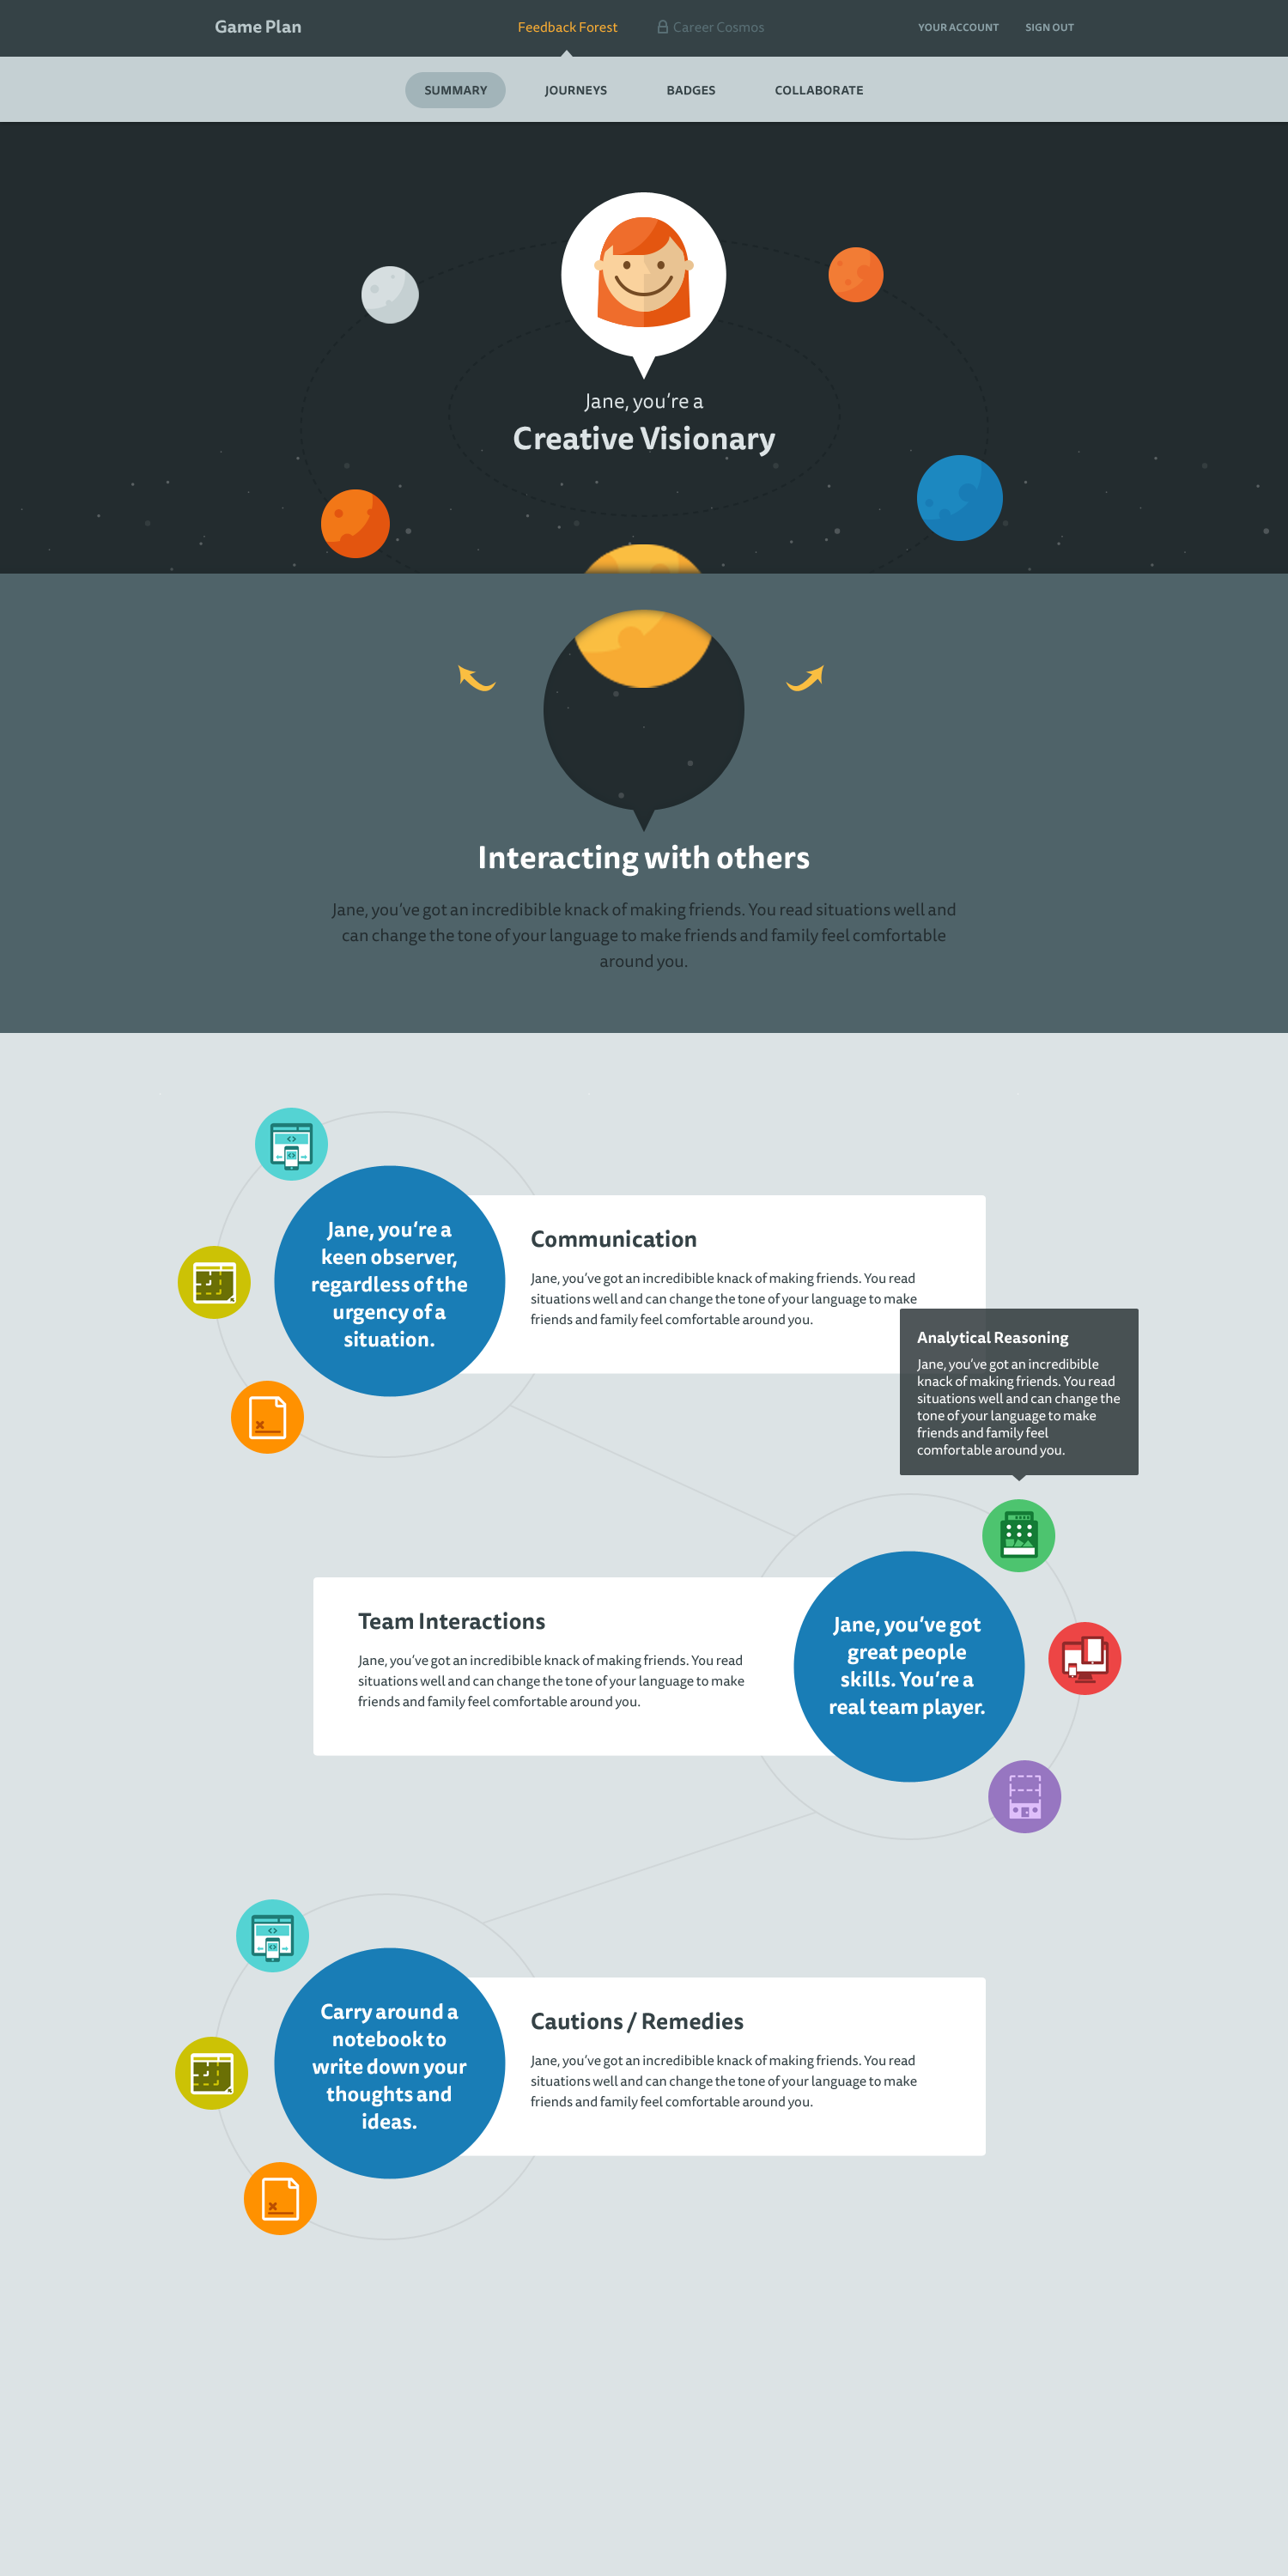 Game Plan
Feedback Forest
Career Cosmos
YOUR ACCOUNT
SIGN OUT
SUMMARY
JOURNEYS
BADGES
COLLABORATE
Jane, you're a
Creative Visionary
Interacting with others
Jane, you've got an incredibible knack of making friends. You read situations well and
can change the tone of your language to make friends and family feel comfortable
around you.
Jane, you're a
keen observer,
regardless of the
urgency of a
situation.
Communication
Jane, you've got an incredibible knack of making friends. You read
situations well and can change the tone of your language to make
friends and family feel comfortable around you.
Analytical Reasoning
Jane, you've got an incredibible
knack of making friends. You read
situations well and can change the
tone of your language to make
friends and family feel
comfortable around you.
Team Interactions
Jane, you've got an incredibible knack of making friends. You read
situations well and can change the tone of your language to make
friends and family feel comfortable around you.
Jane, you've got
great people
skills. You're a
real team player.
Carry around a
notebook to
write down your
thoughts and
ideas.
Cautions / Remedies
Jane, you've got an incredibible knack of making friends. You read
situations well and can change the tone of your language to make
friends and family feel comfortable around you.